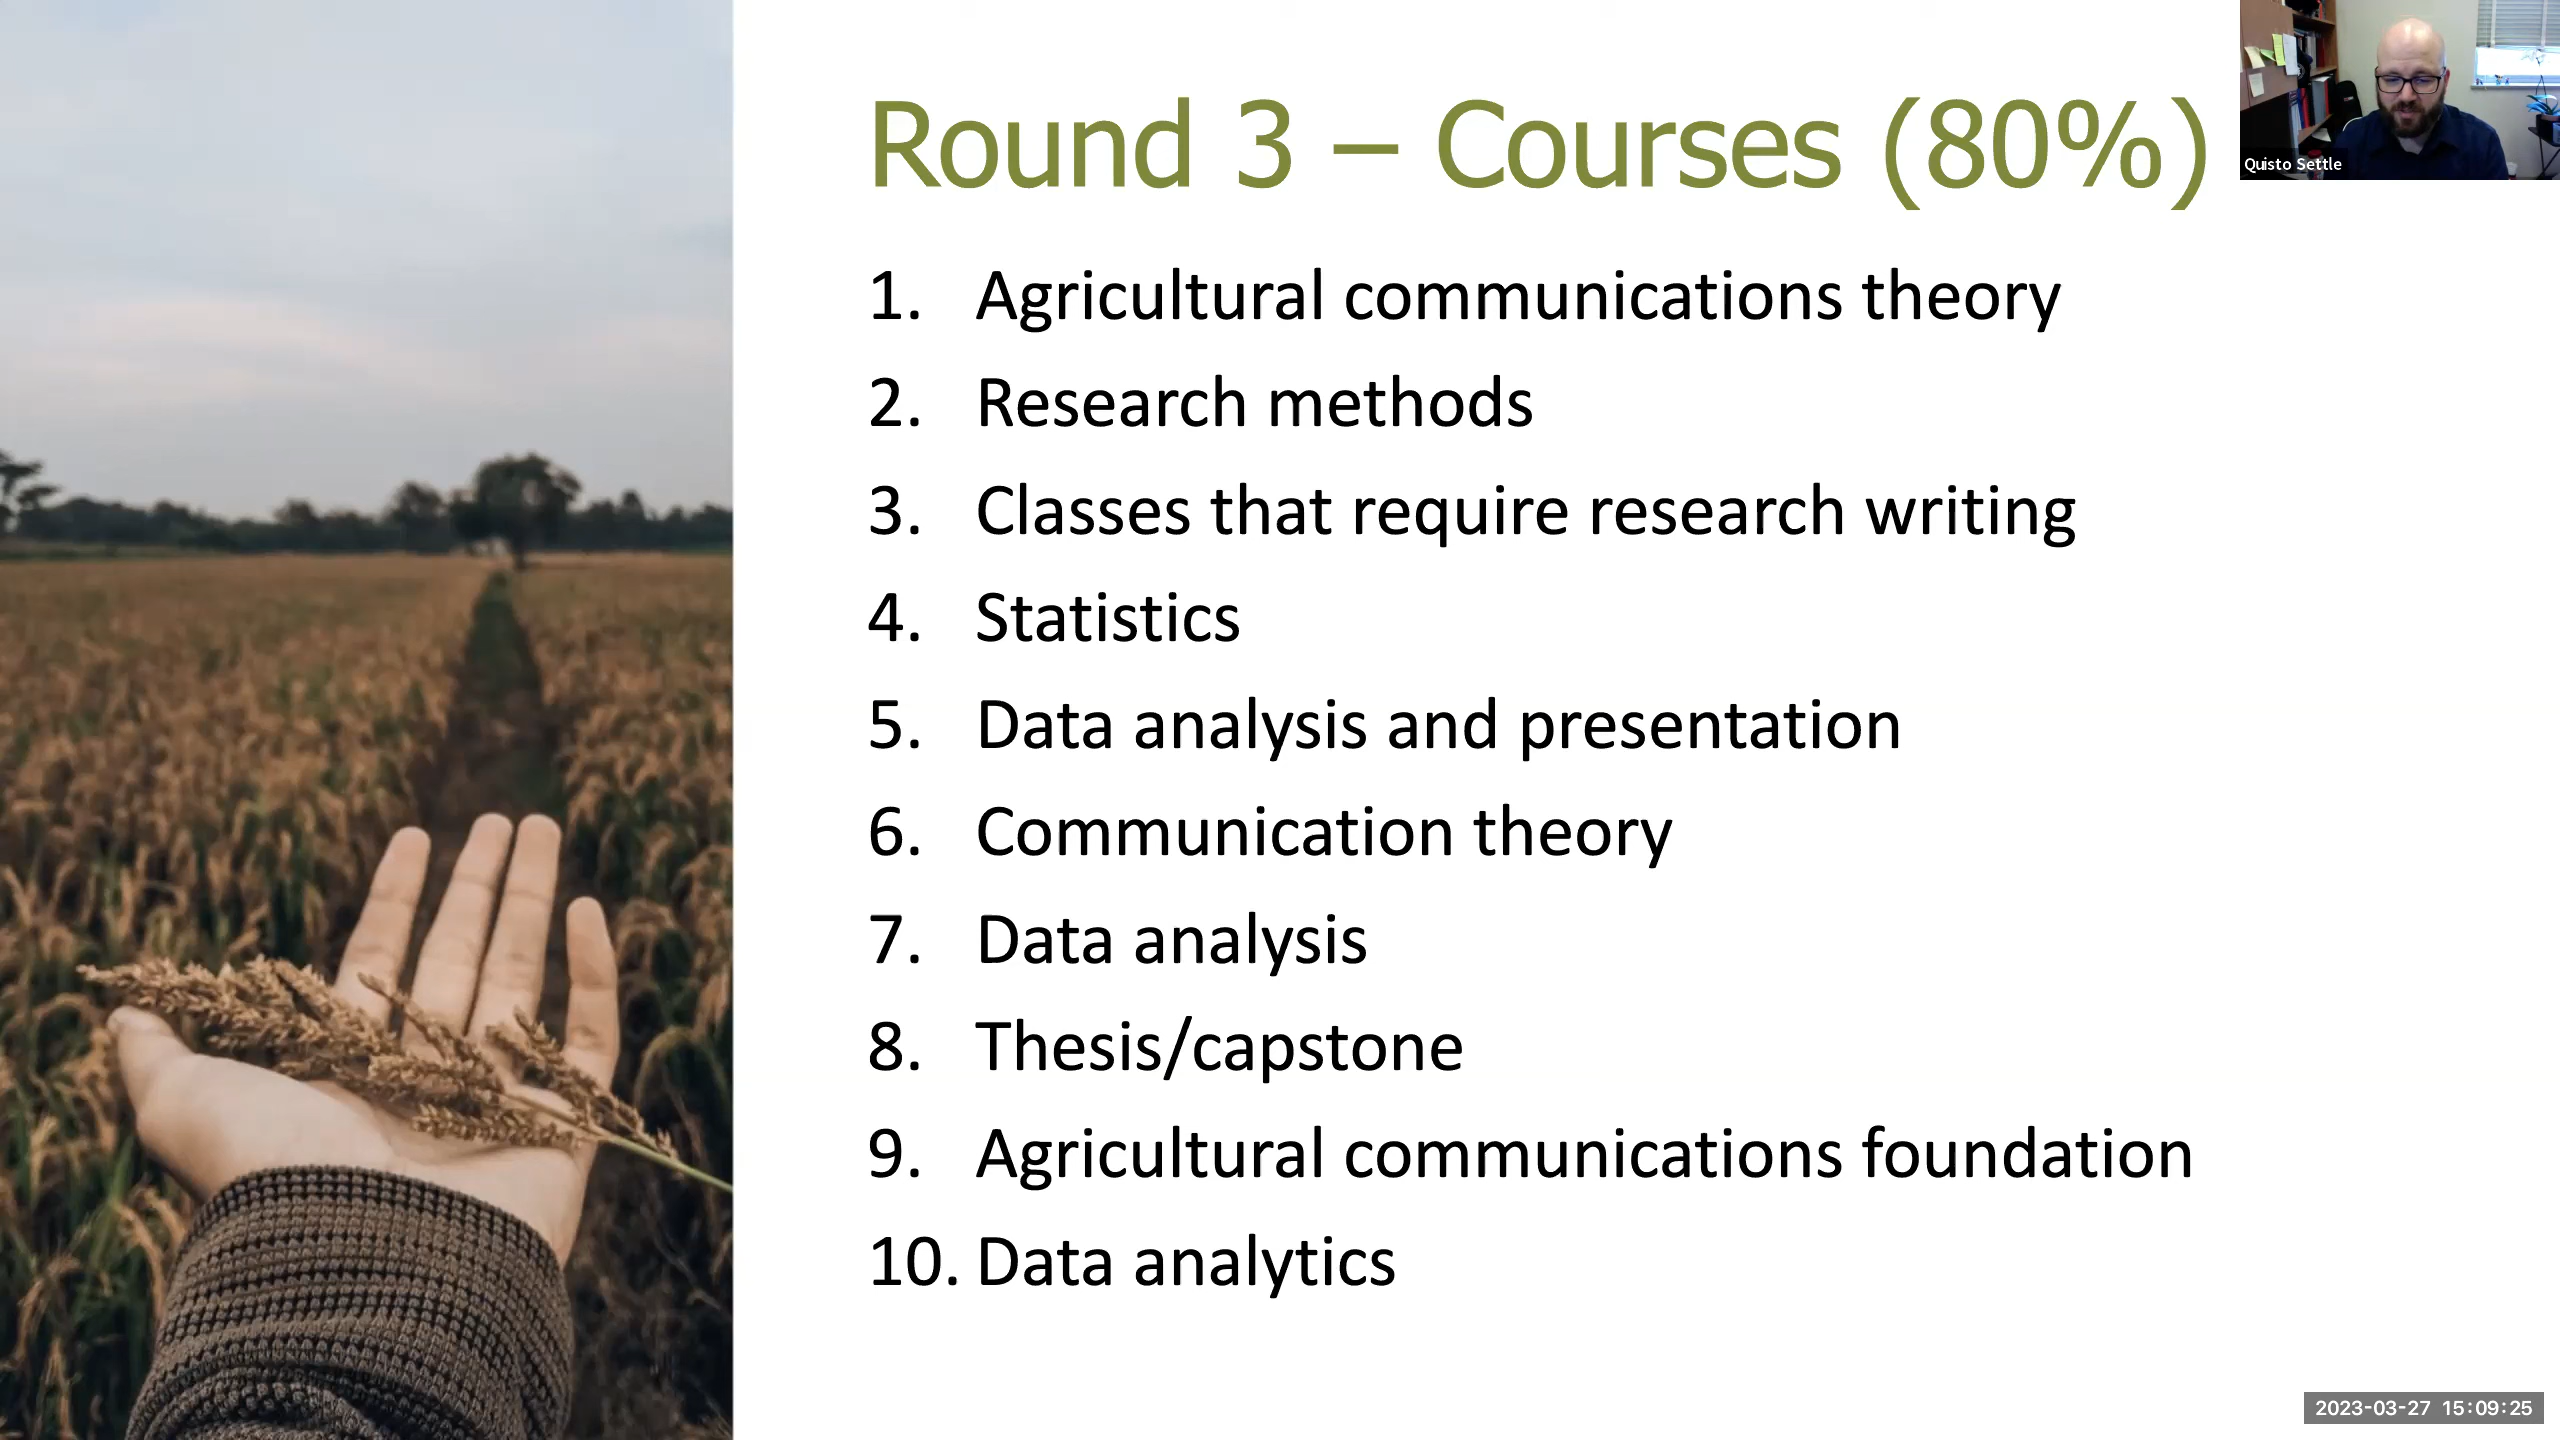 Round 3 – Courses (80%)
Quisto Settle
1. Agricultural communications theory
2. Research methods
3. Classes that require research writing
4. Statistics
5. Data analysis and presentation
6. Communication theory
7. Data analysis
8. Thesis/capstone
9. Agricultural communications foundation
10. Data analytics
2023-03-27 15:09:25